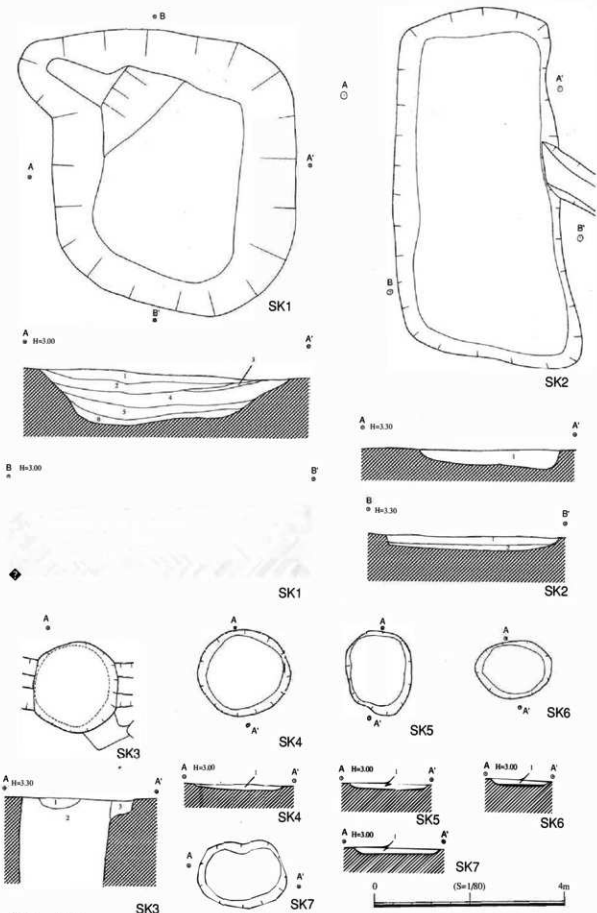 B
A
A'
B'
SK1
A
A'
B
B'
SK2
A H=3.00 A'
1
2
3
4
5
6
B H=3.00 B'
SK1
A H=3.30 A'
1
B H=3.30 B'
1
2
SK2
A
SK3
A
A'
SK4
A
A'
SK5
A
A'
SK6
A H=3.30 A'
1
2
3
SK3
A H=3.00 A'
1
SK4
A H=3.00 A'
1
SK5
A H=3.00 A'
1
SK6
A
A'
SK7
A H=3.00 A'
1
SK7
0 (S=1/80) 4m